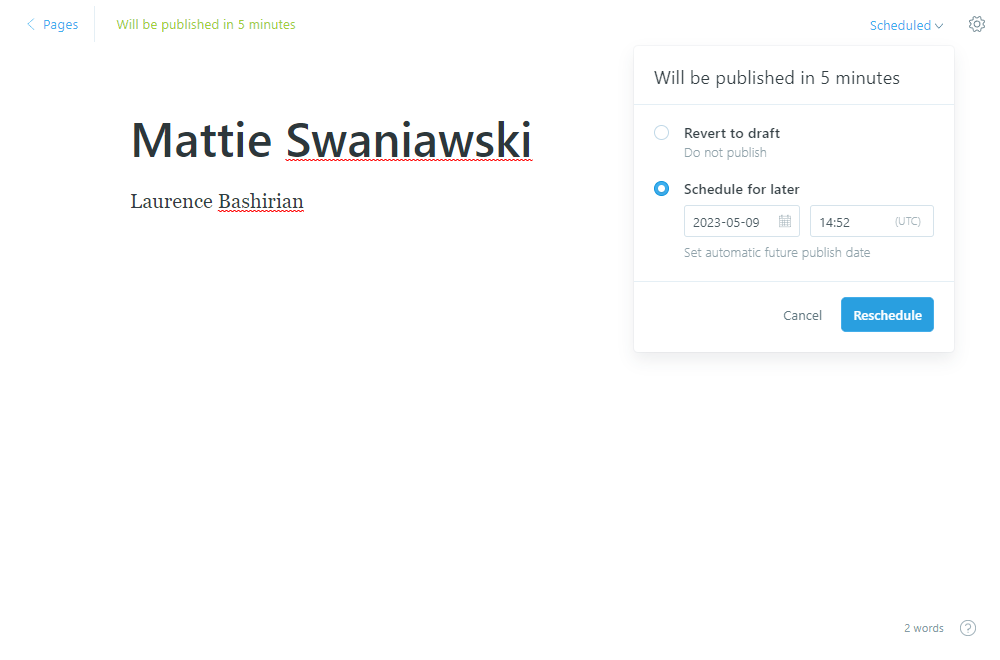 Pages
Will be published in 5 minutes
Scheduled
Will be published in 5 minutes
Mattie Swaniawski
Laurence Bashirian
Revert to draft
Do not publish
Schedule for later
2023-05-09
14:52 (UTC)
Set automatic future publish date
Cancel
Reschedule
2 words
?